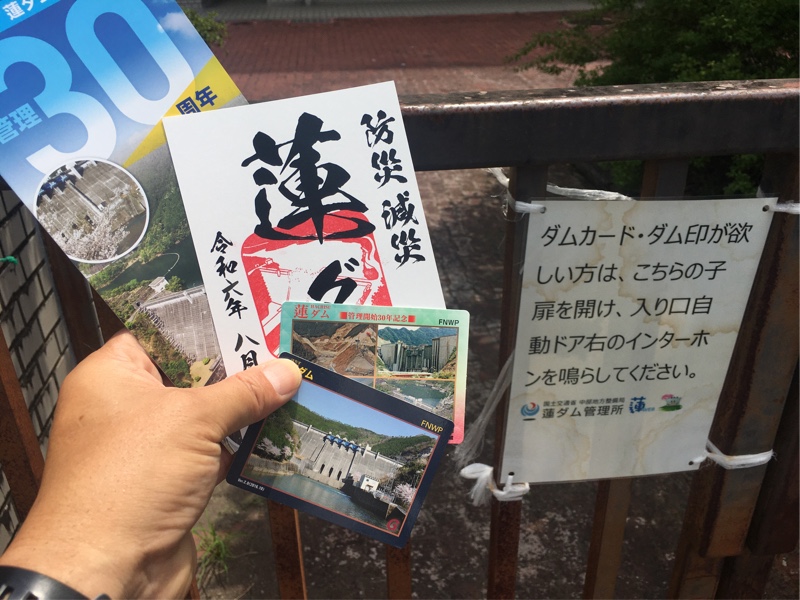 蓮ダム
管理
30
周年
防災減災
蓮ダ
令和六年八月
蓮ダム
■管理開始30年記念■
FNWP
蓮ダム
FNWP
ダムカード・ダム印が欲
しい方は、こちらの子
扉を開け、入り口自
動ドア右のインターホ
ンを鳴らしてください。
国土交通省 中部地方整備局
蓮ダム管理所
蓮